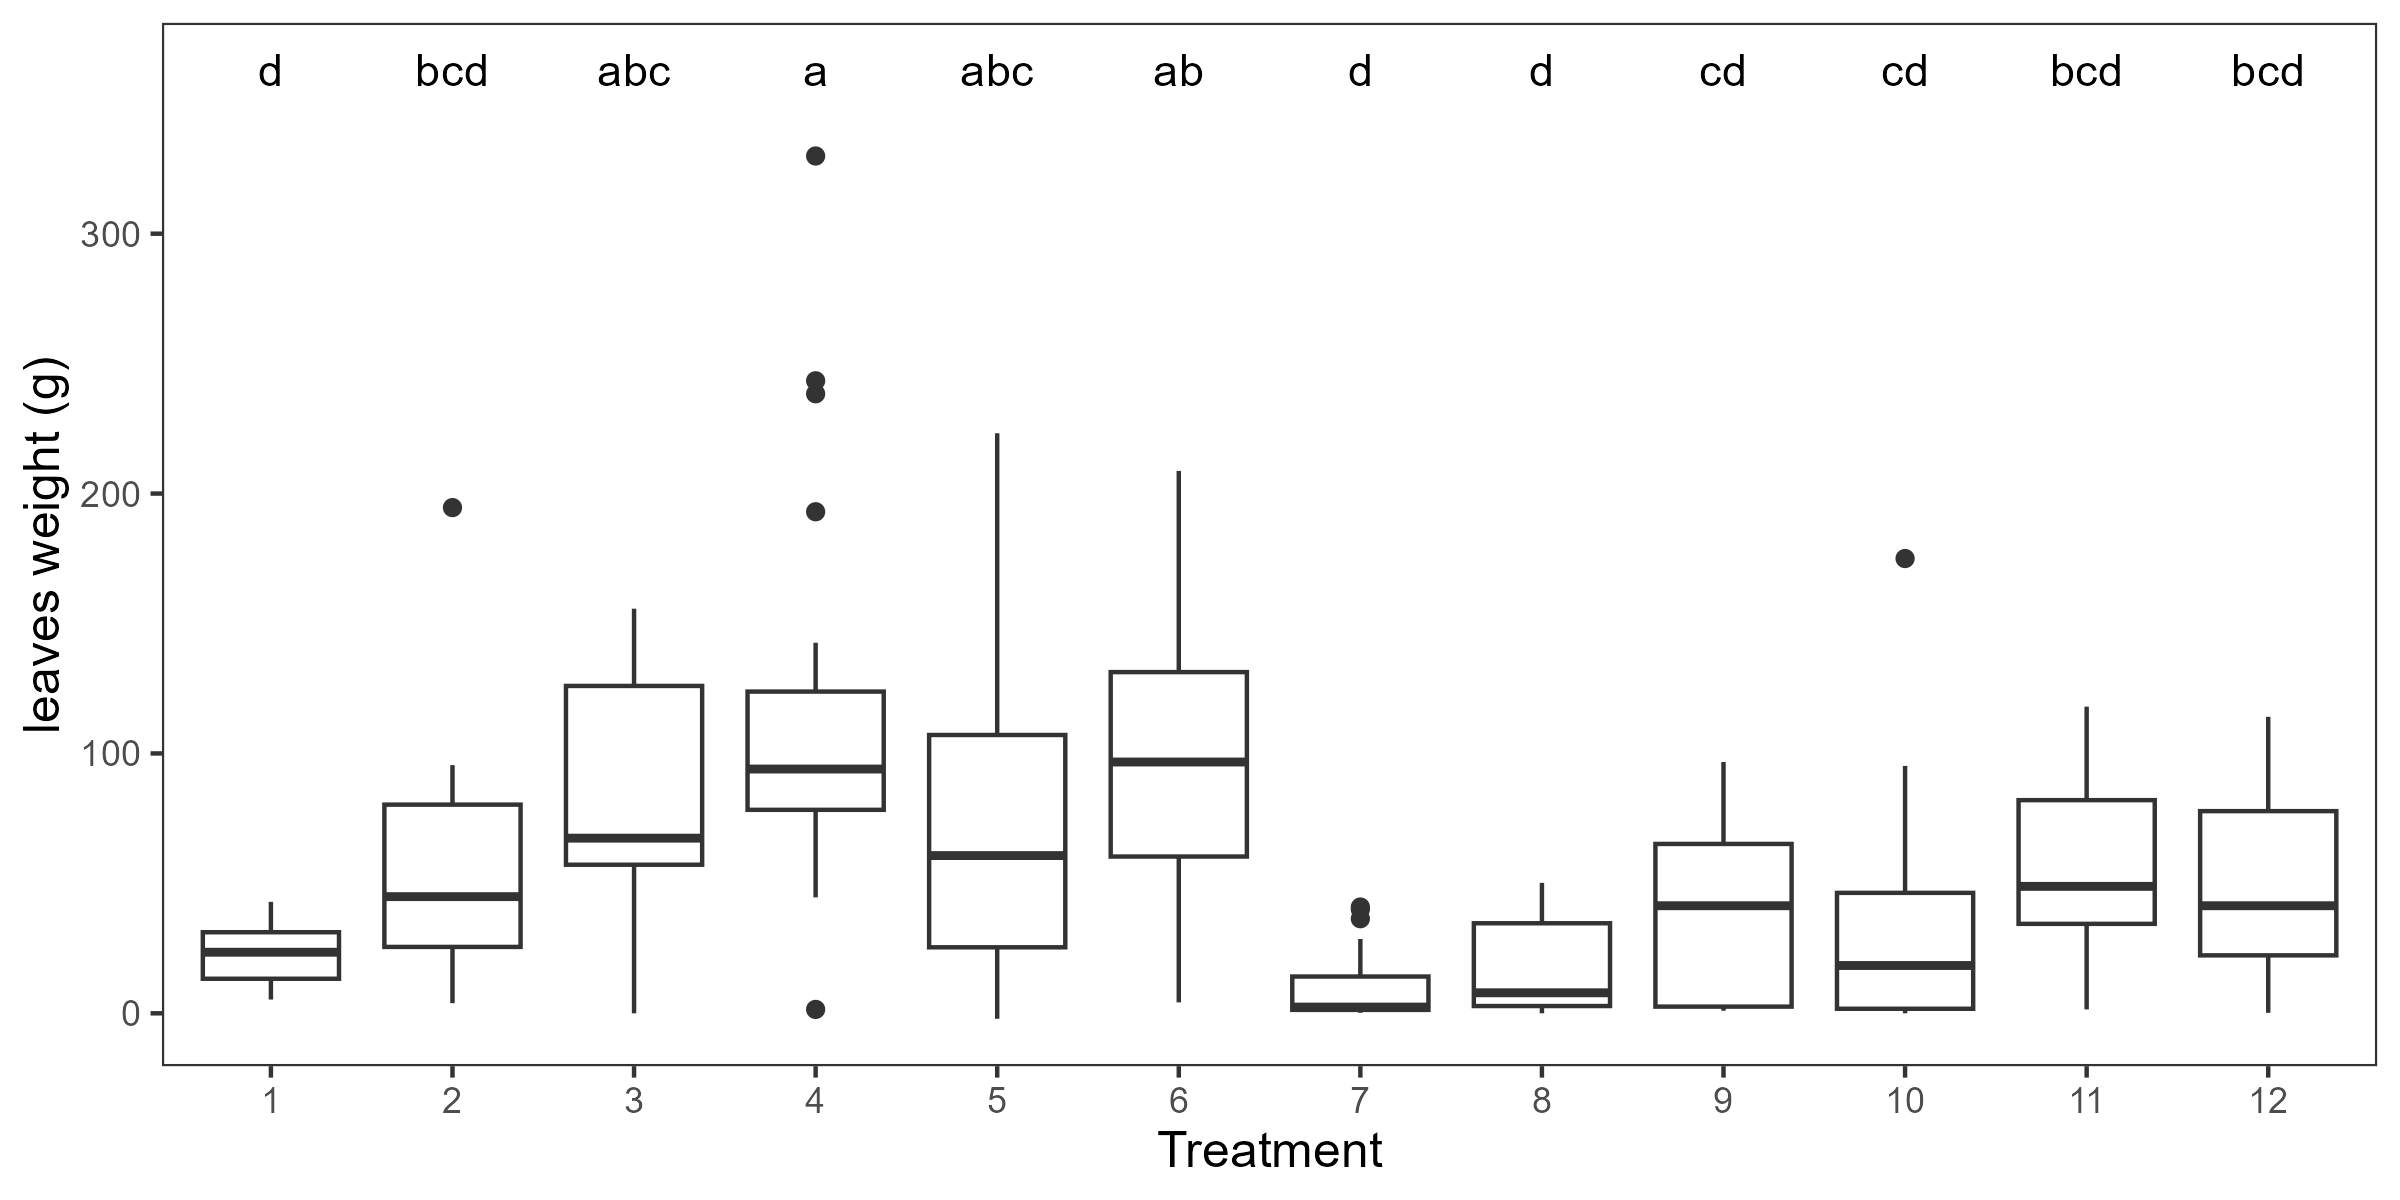 d bcd abc a abc ab d d cd cd bcd bcd
leaves weight (g)
300
200
100
0
1 2 3 4 5 6 7 8 9 10 11 12
Treatment